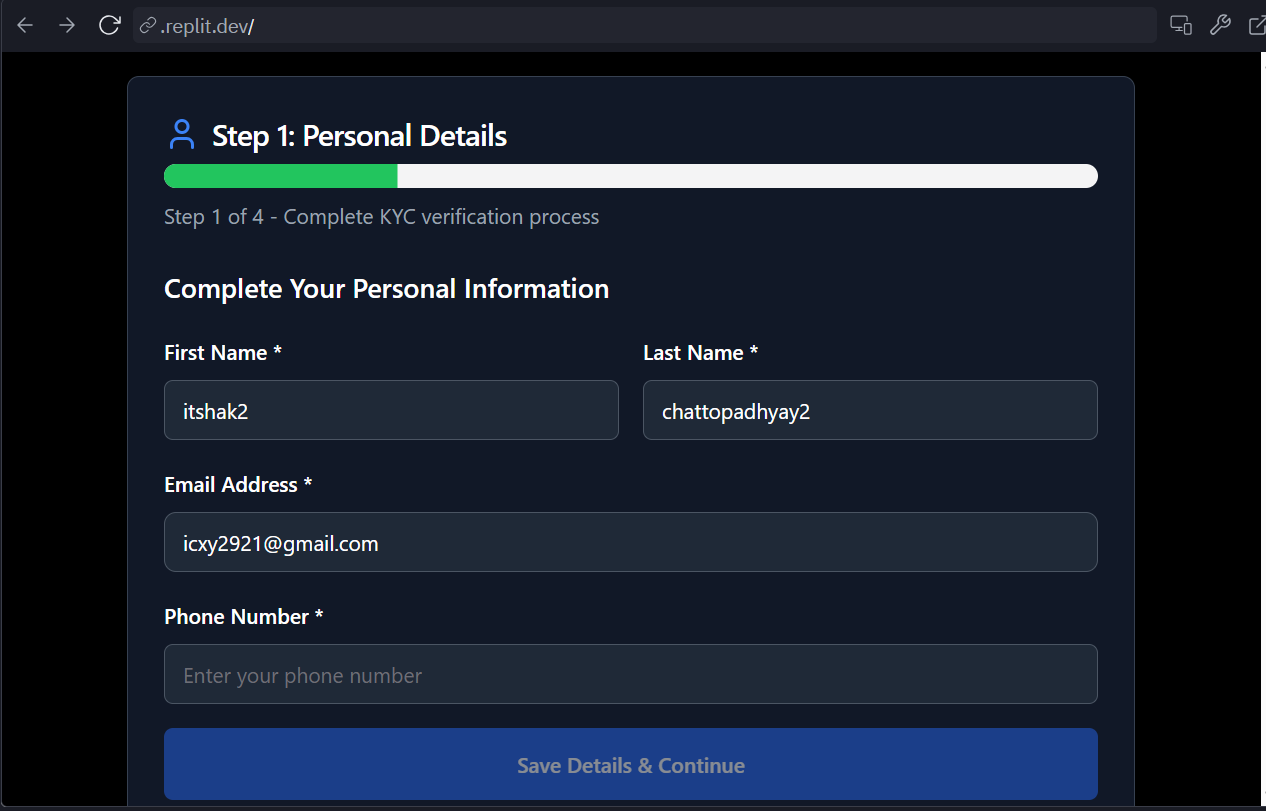 .replit.dev/
Step 1: Personal Details
Step 1 of 4 - Complete KYC verification process
Complete Your Personal Information
First Name * Last Name *
itshak2 chattopadhyay2
Email Address *
icxy2921@gmail.com
Phone Number *
Enter your phone number
Save Details & Continue